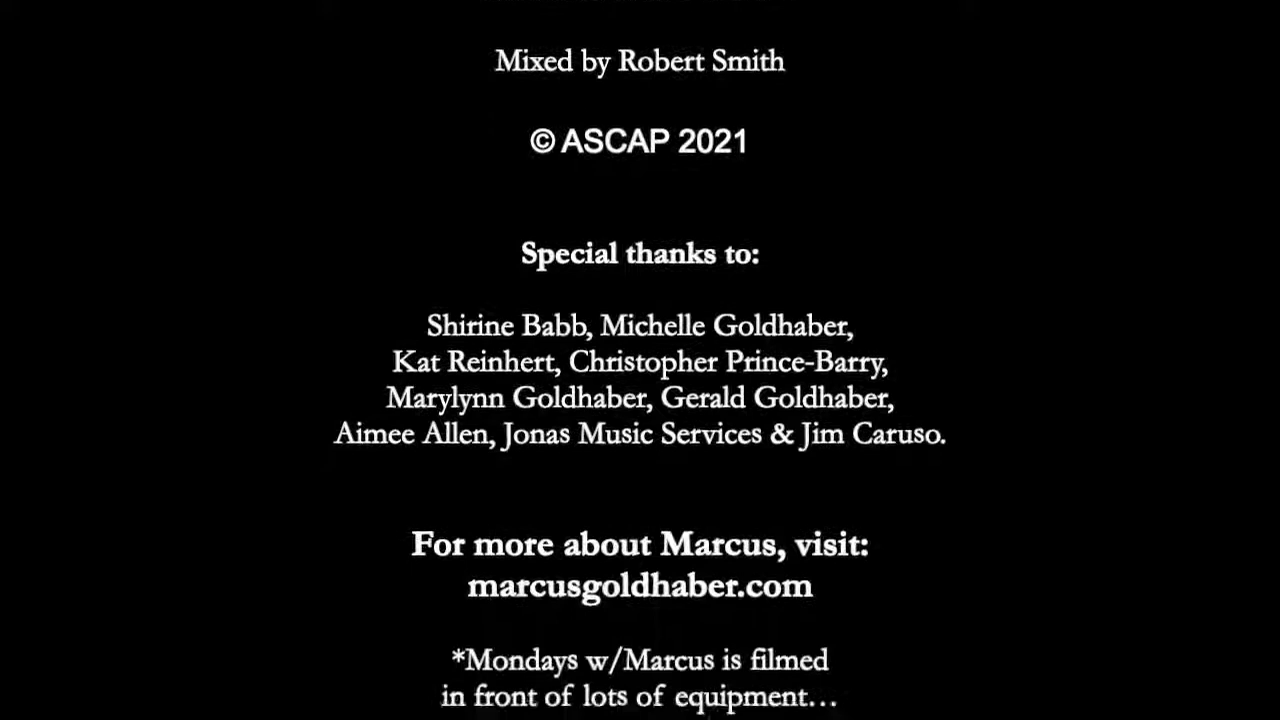 Mixed by Robert Smith
© ASCAP 2021
Special thanks to:
Shirine Babb, Michelle Goldhaber,
Kat Reinhert, Christopher Prince-Barry,
Marylynn Goldhaber, Gerald Goldhaber,
Aimee Allen, Jonas Music Services & Jim Caruso.
For more about Marcus, visit:
marcusgoldhaber.com
*Mondays w/Marcus is filmed
in front of lots of equipment…